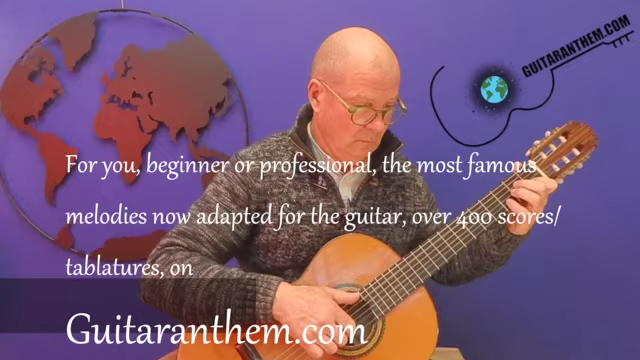 GUITARANTHEM.COM
For you, beginner or professional, the most famous
melodies now adapted for the guitar, over 400 scores/
tablatures, on
Guitaranthem.com